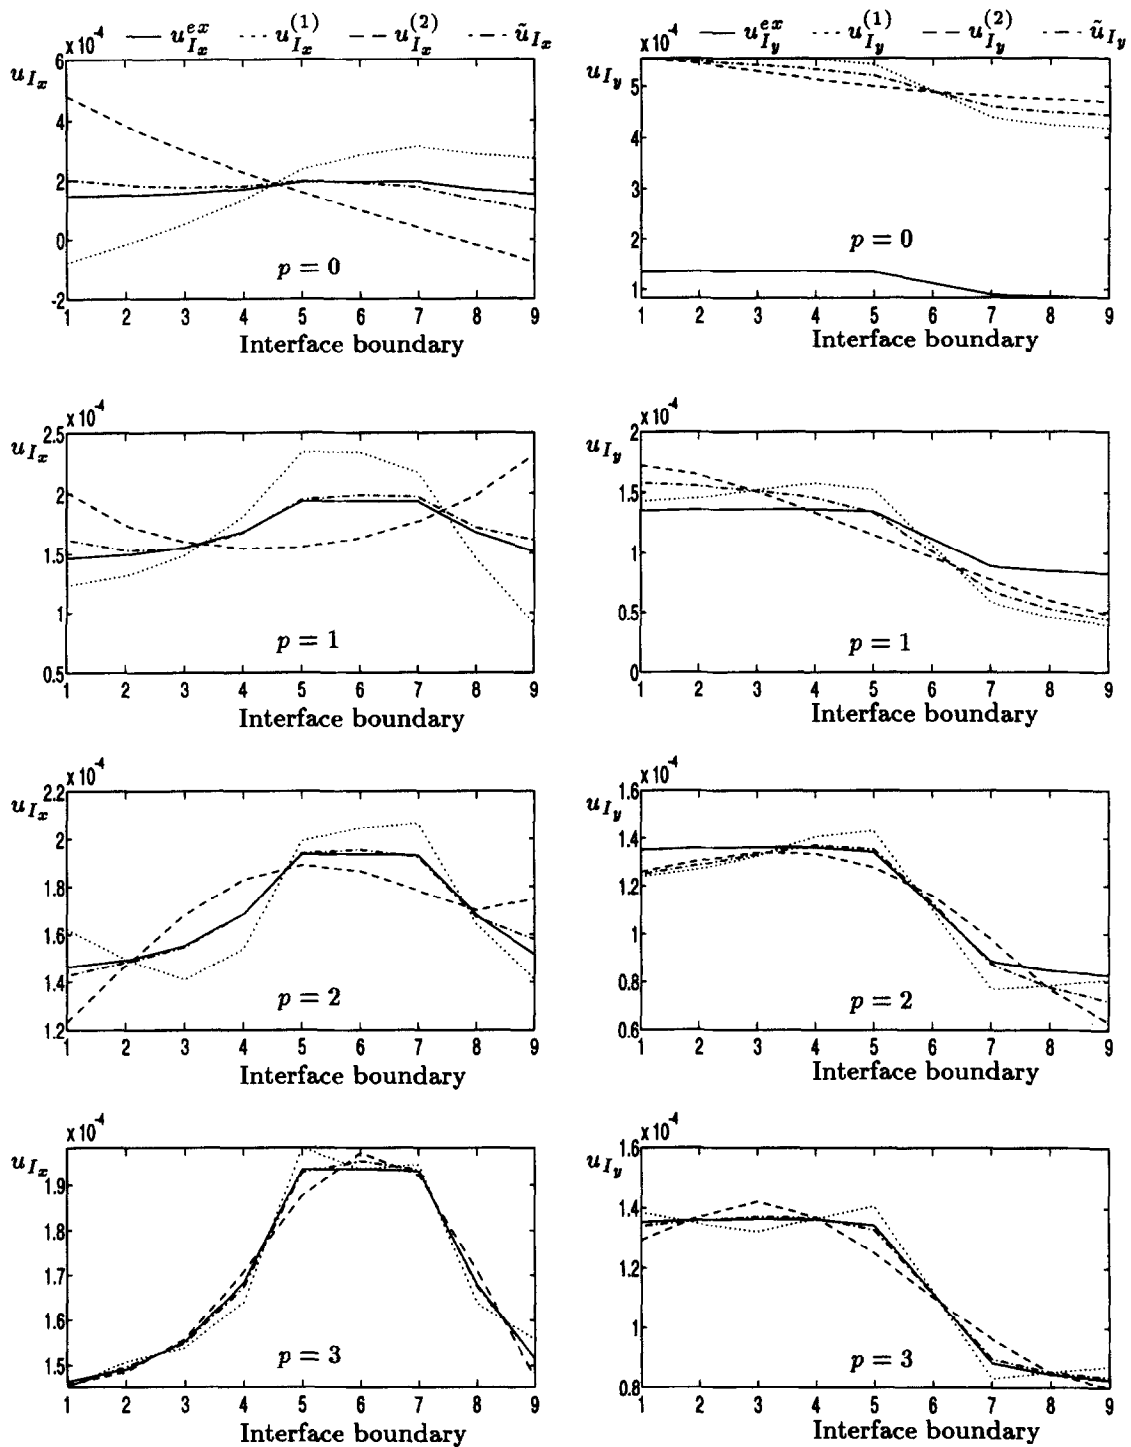 x10^-4 — u_{I_x}^{ex} ····· u_{I_x}^{(1)} – – u_{I_x}^{(2)} –·– ũ_{I_x}
u_{I_x}
6
4
2
0
-2
p = 0
1 2 3 4 5 6 7 8 9
Interface boundary
x10^-4 — u_{I_y}^{ex} ···· u_{I_y}^{(1)} – – u_{I_y}^{(2)} –·– ũ_{I_y}
u_{I_y}
5
4
3
2
1
p = 0
1 2 3 4 5 6 7 8 9
Interface boundary
x10^-4
u_{I_x}
2.5
2
1.5
1
0.5
p = 1
1 2 3 4 5 6 7 8 9
Interface boundary
x10^-4
u_{I_y}
2
1.5
1
0.5
0
p = 1
1 2 3 4 5 6 7 8 9
Interface boundary
x10^-4
u_{I_x}
2.2
2
1.8
1.6
1.4
1.2
p = 2
1 2 3 4 5 6 7 8 9
Interface boundary
x10^-4
u_{I_y}
1.6
1.4
1.2
1
0.8
0.6
p = 2
1 2 3 4 5 6 7 8 9
Interface boundary
x10^-4
u_{I_x}
1.9
1.8
1.7
1.6
1.5
p = 3
1 2 3 4 5 6 7 8 9
Interface boundary
x10^-4
u_{I_y}
1.6
1.4
1.2
1
0.8
p = 3
1 2 3 4 5 6 7 8 9
Interface boundary